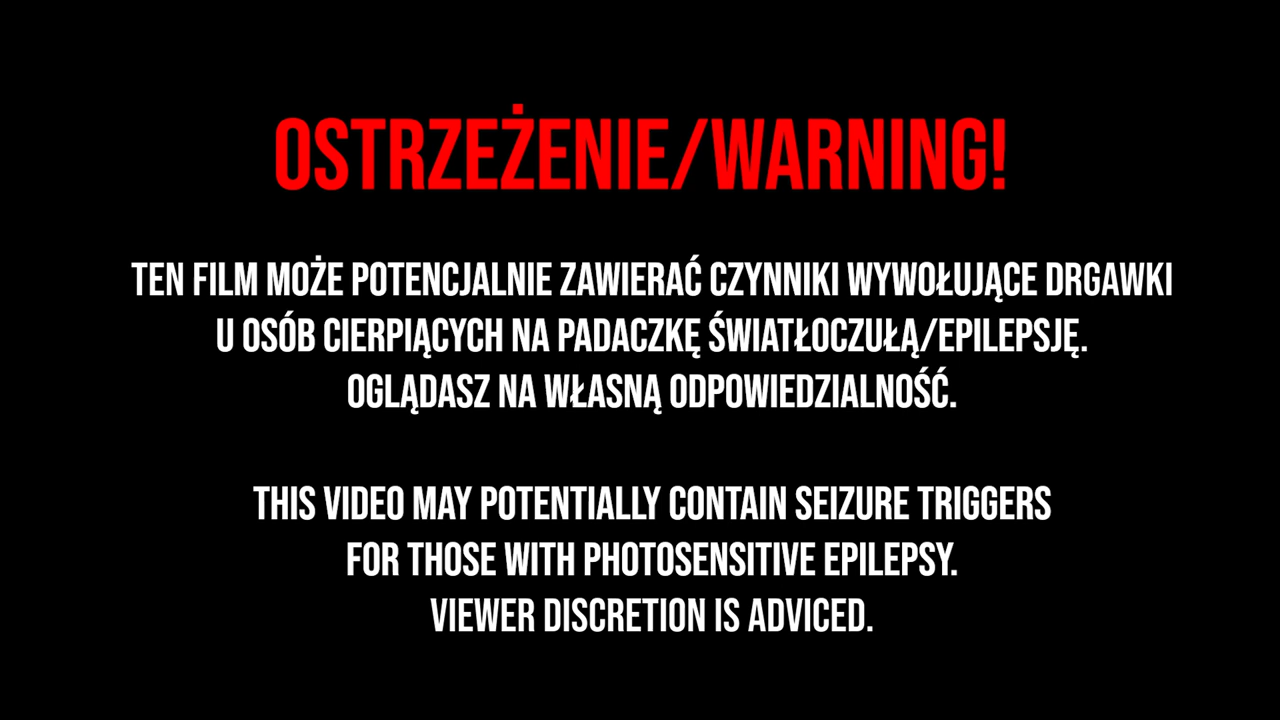 OSTRZEŻENIE/WARNING!
TEN FILM MOŻE POTENCJALNIE ZAWIERAĆ CZYNNIKI WYWOŁUJĄCE DRGAWKI
U OSÓB CIERPIĄCYCH NA PADACZKĘ ŚWIATŁOCZUŁĄ/EPILEPSJĘ.
OGLĄDASZ NA WŁASNĄ ODPOWIEDZIALNOŚĆ.
THIS VIDEO MAY POTENTIALLY CONTAIN SEIZURE TRIGGERS
FOR THOSE WITH PHOTOSENSITIVE EPILEPSY.
VIEWER DISCRETION IS ADVICED.